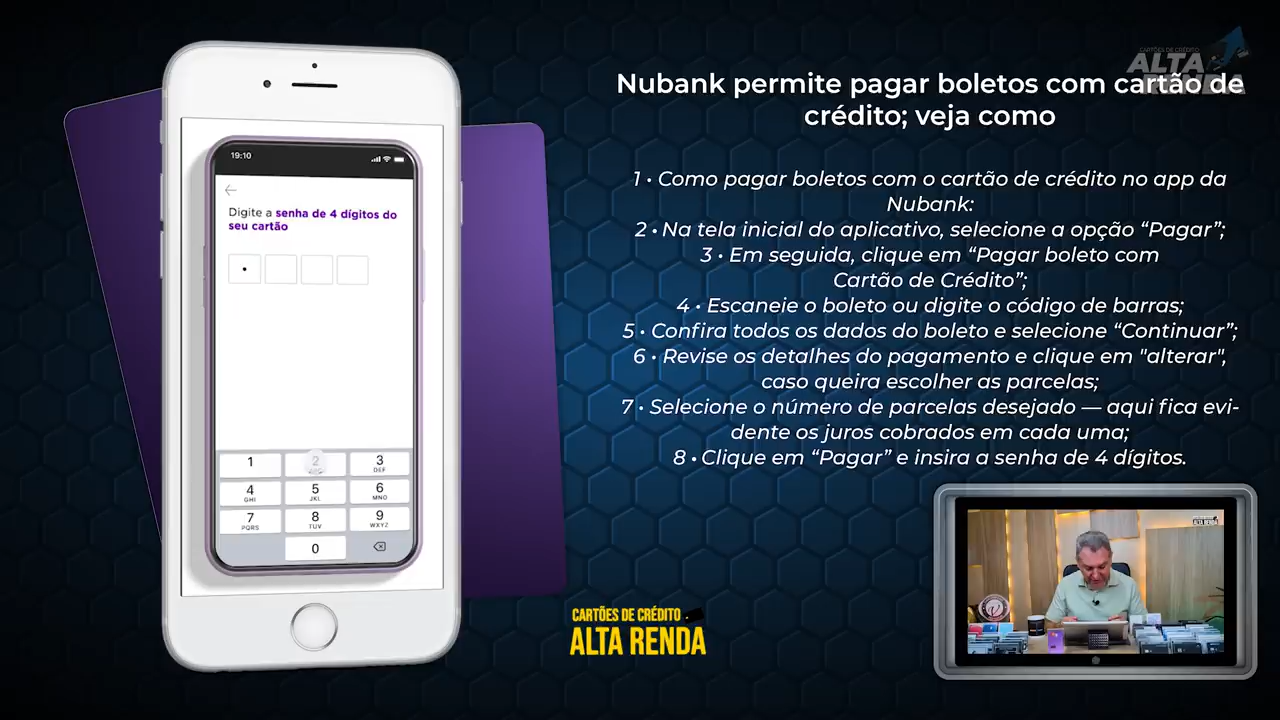 CARTÕES DE CRÉDITO
ALTA
RENDA
Nubank permite pagar boletos com cartão de
crédito; veja como
1 • Como pagar boletos com o cartão de crédito no app da
Nubank:
2 • Na tela inicial do aplicativo, selecione a opção “Pagar”;
3 • Em seguida, clique em “Pagar boleto com
Cartão de Crédito”;
4 • Escaneie o boleto ou digite o código de barras;
5 • Confira todos os dados do boleto e selecione “Continuar”;
6 • Revise os detalhes do pagamento e clique em "alterar",
caso queira escolher as parcelas;
7 • Selecione o número de parcelas desejado — aqui fica evi-
dente os juros cobrados em cada uma;
8 • Clique em “Pagar” e insira a senha de 4 dígitos.
19:10
Digite a senha de 4 dígitos do
seu cartão
1 2 3
ABC DEF
4 5 6
GHI JKL MNO
7 8 9
PQRS TUV WXYZ
0
CARTÕES DE CRÉDITO
ALTA RENDA
ALTA RENDA